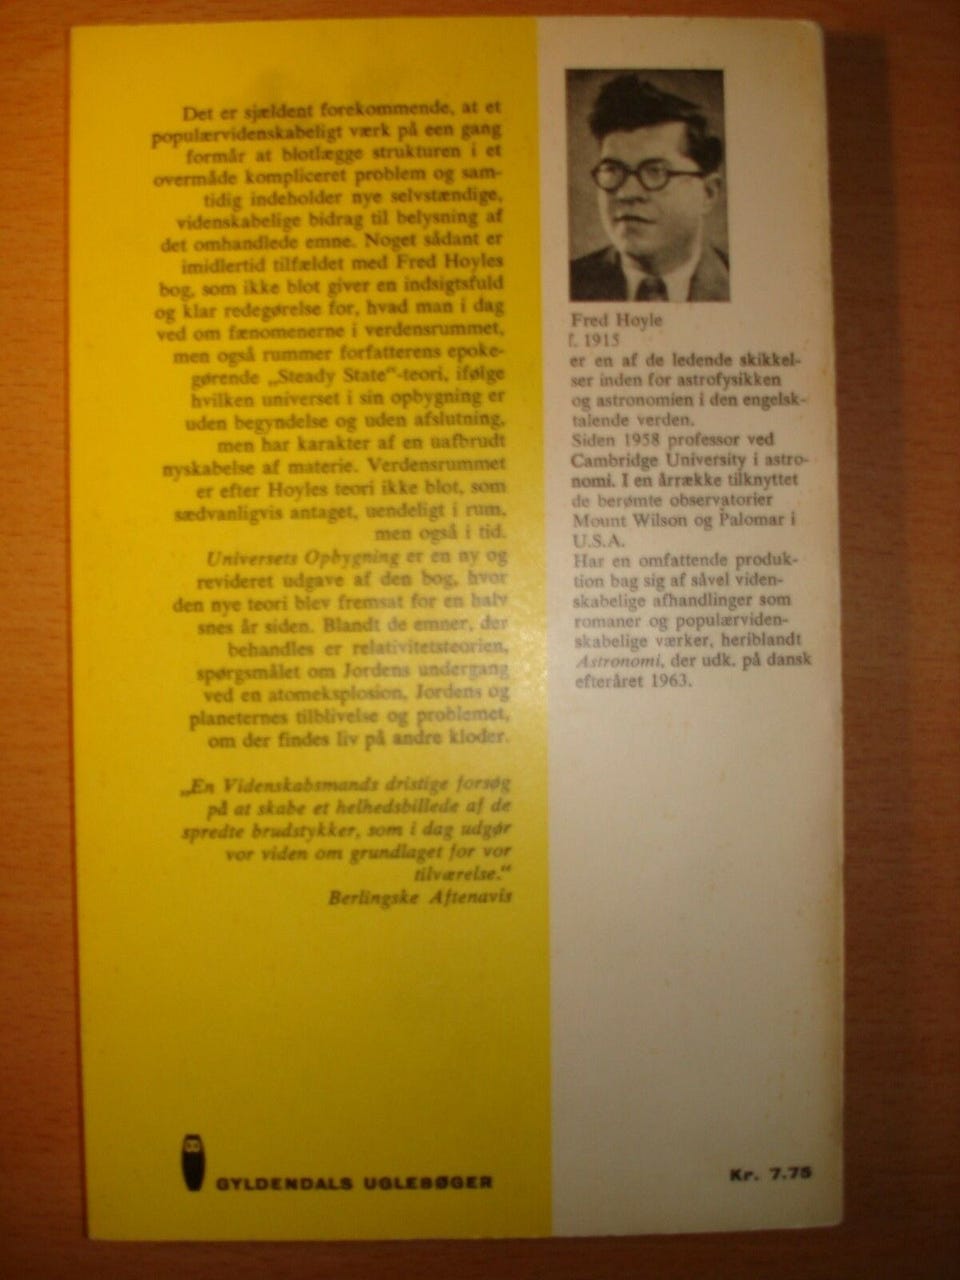 Det er sjældent forekommende, at et
populærvidenskabeligt værk på een gang
formår at blotlægge strukturen i et
overmåde kompliceret problem og sam-
tidig indeholder nye selvstændige,
videnskabelige bidrag til belysning af
det omhandlede emne. Noget sådant er
imidlertid tilfældet med Fred Hoyles
bog, som ikke blot giver en indsigtsfuld
og klar redegørelse for, hvad man i dag
ved om fænomenerne i verdensrummet,
men også rummer forfatterens epoke-
gørende „Steady State“-teori, ifølge
hvilken universet i sin opbygning er
uden begyndelse og uden afslutning,
men har karakter af en uafbrudt
nyskabelse af materie. Verdensrummet
er efter Hoyles teori ikke blot, som
sædvanligvis antaget, uendeligt i rum,
men også i tid.
Universets Opbygning er en ny og
revideret udgave af den bog, hvor
den nye teori blev fremsat for en halv
snes år siden. Blandt de emner, der
behandles er relativitetsteorien,
spørgsmålet om Jordens undergang
ved en atomeksplosion, Jordens og
planeternes tilblivelse og problemet,
om der findes liv på andre kloder.
„En Videnskabsmands dristige forsøg
på at skabe et helhedsbillede af de
spredte brudstykker, som i dag udgør
vor viden om grundlaget for vor
tilværelse.“
Berlingske Aftenavis
GYLDENDALS UGLEBØGER
Fred Hoyle
f. 1915
er en af de ledende skikkel-
ser inden for astrofysikken
og astronomien i den engelsk-
talende verden.
Siden 1958 professor ved
Cambridge University i astro-
nomi. I en årrække tilknyttet
de berømte observatorier
Mount Wilson og Palomar i
U.S.A.
Har en omfattende produk-
tion bag sig af såvel viden-
skabelige afhandlinger som
romaner og populærviden-
skabelige værker, heriblandt
Astronomi, der udk. på dansk
efteråret 1963.
Kr. 7.75